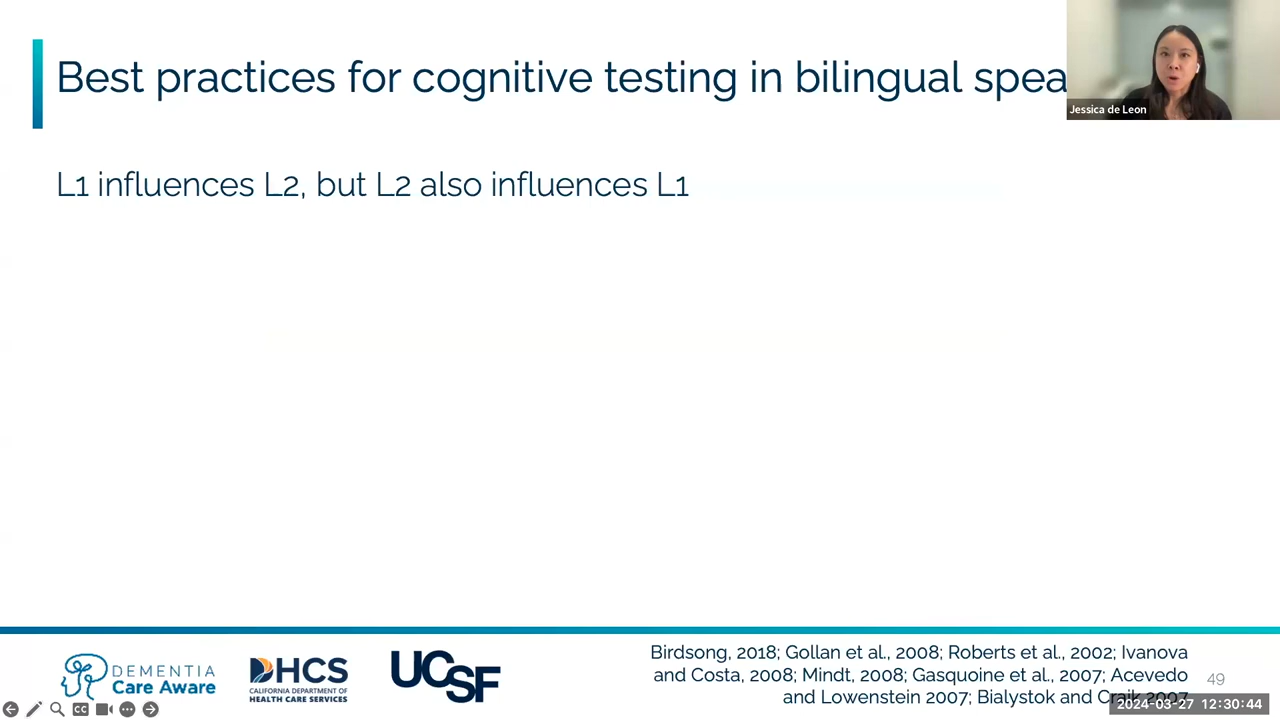 Best practices for cognitive testing in bilingual spea
Jessica de Leon
L1 influences L2, but L2 also influences L1
DEMENTIA
Care Aware
DHCS
CALIFORNIA DEPARTMENT OF
HEALTH CARE SERVICES
UCSF
Birdsong, 2018; Gollan et al., 2008; Roberts et al., 2002; Ivanova
and Costa, 2008; Mindt, 2008; Gasquoine et al., 2007; Acevedo
and Lowenstein 2007; Bialystok and Craik 2007
49
CC
2024-03-27 12:30:44